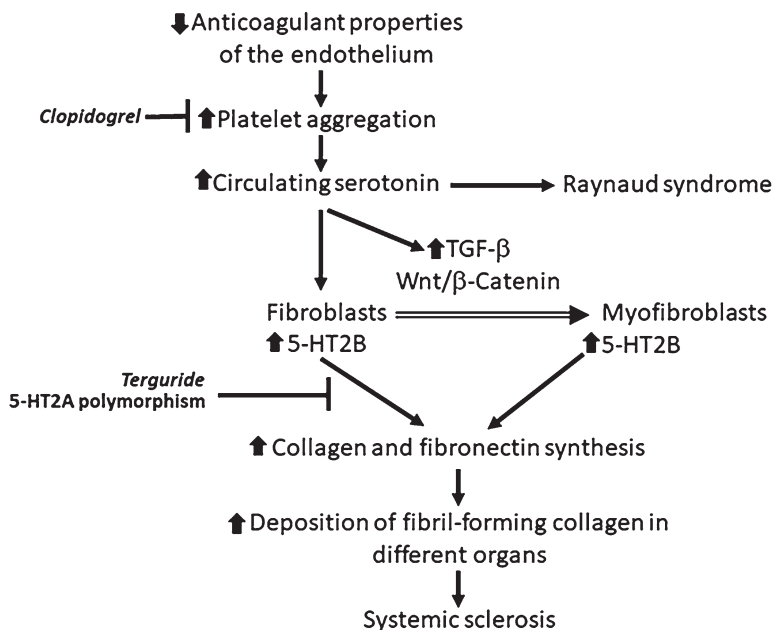 Anticoagulant properties
of the endothelium
Clopidogrel
Platelet aggregation
Circulating serotonin
Raynaud syndrome
TGF-β
Wnt/β-Catenin
Fibroblasts
Myofibroblasts
5-HT2B
5-HT2B
Terguride
5-HT2A polymorphism
Collagen and fibronectin synthesis
Deposition of fibril-forming collagen in
different organs
Systemic sclerosis